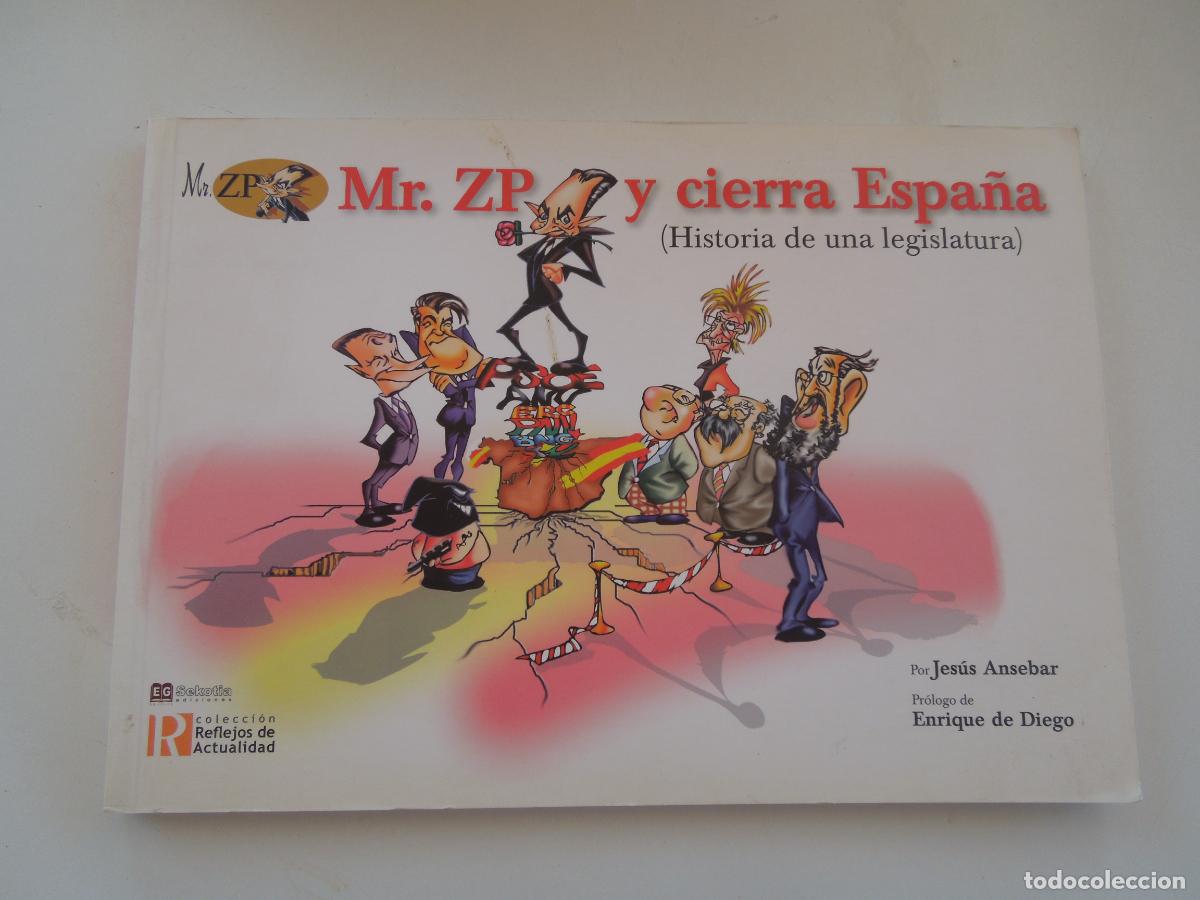 Mr. ZP
Mr. ZP y cierra España
(Historia de una legislatura)
PSOE
ERC
BNG
Por Jesús Ansebar
Prólogo de
Enrique de Diego
EG Sekotia
ediciones
R colección
Reflejos de
Actualidad
todocoleccion